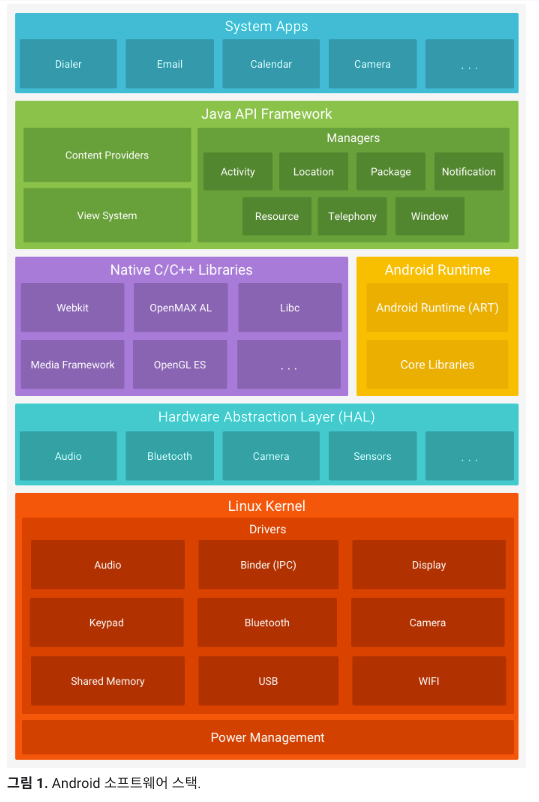 System Apps
Dialer
Email
Calendar
Camera
. . .
Java API Framework
Content Providers
View System
Managers
Activity
Location
Package
Notification
Resource
Telephony
Window
Native C/C++ Libraries
Webkit
OpenMAX AL
Libc
Media Framework
OpenGL ES
. . .
Android Runtime
Android Runtime (ART)
Core Libraries
Hardware Abstraction Layer (HAL)
Audio
Bluetooth
Camera
Sensors
. . .
Linux Kernel
Drivers
Audio
Binder (IPC)
Display
Keypad
Bluetooth
Camera
Shared Memory
USB
WIFI
Power Management
그림 1. Android 소프트웨어 스택.